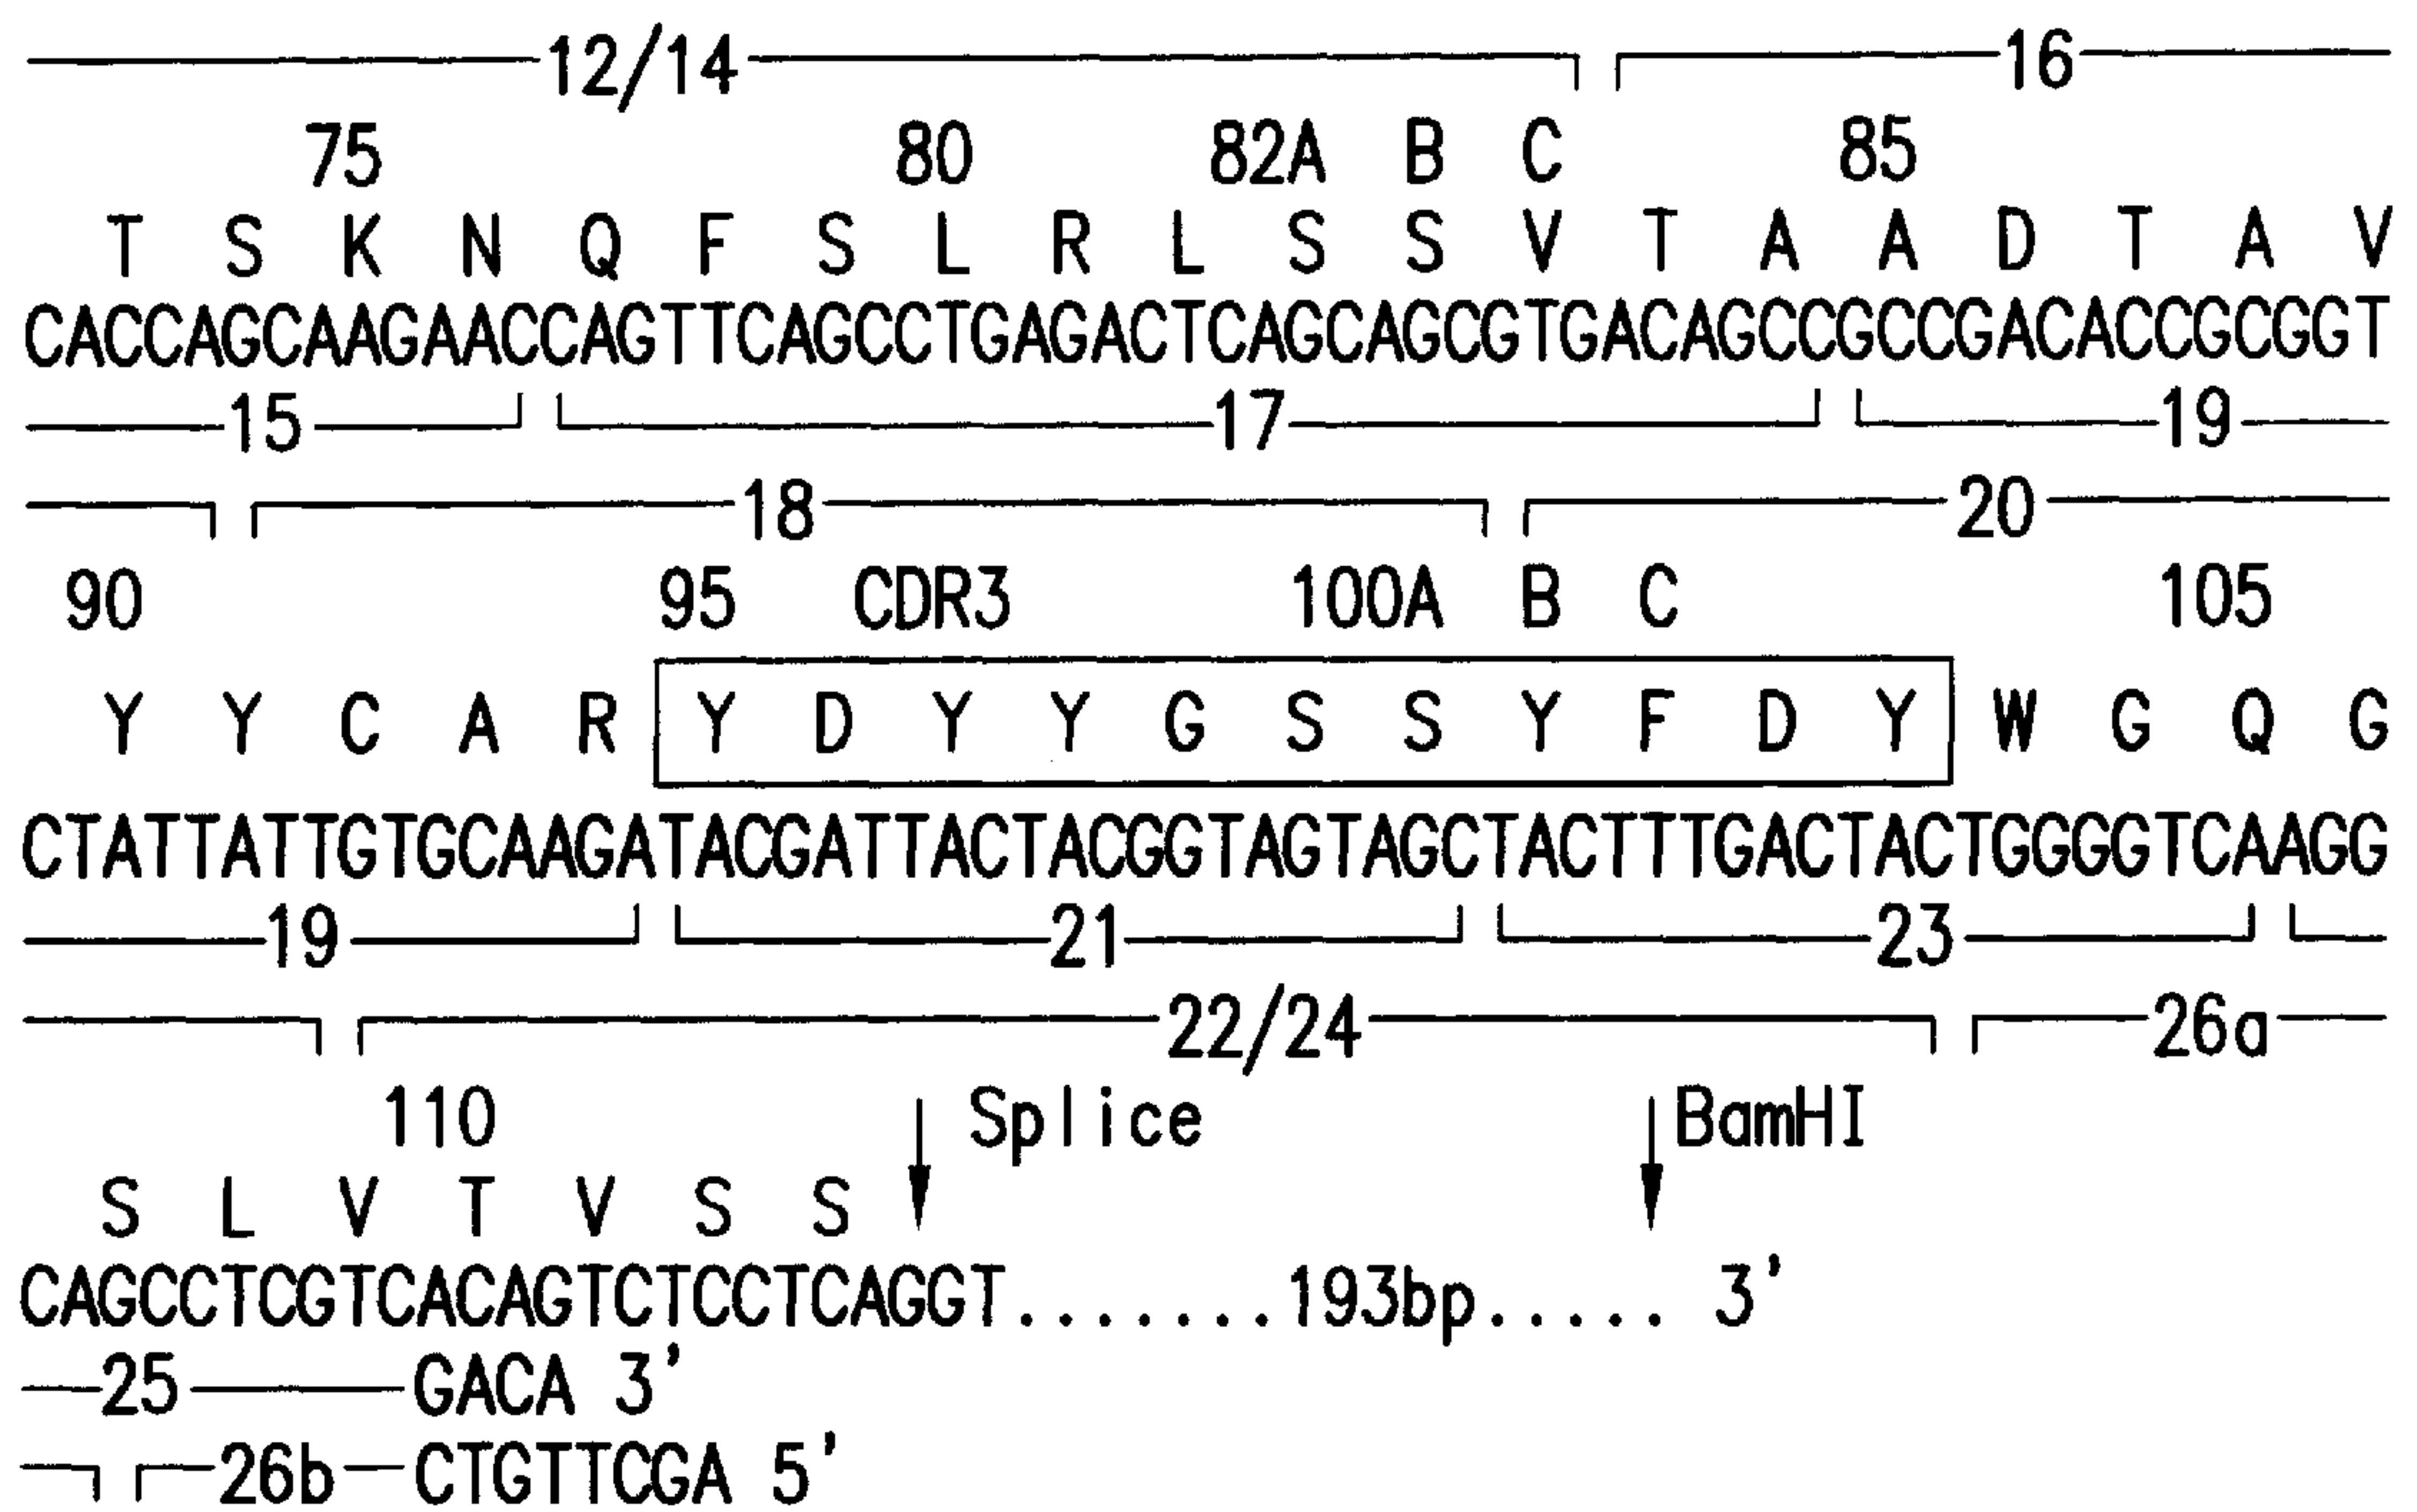 12/14 16
75 80 82A B C 85
T S K N Q F S L R L S S V T A A D T A V
CACCAGCAAGAACCAGTTCAGCCTGAGACTCAGCAGCGTGACAGCCGCCGACACCGCGGT
15 17 19
18 20
90 95 CDR3 100A B C 105
Y Y C A R Y D Y Y G S S Y F D Y W G Q G
CTATTATTGTGCAAGATACGATTACTACGGTAGTAGCTACTTTGACTACTGGGGTCAAGG
19 21 23
22/24 26a
110 Splice BamHI
S L V T V S S
CAGCCTCGTCACAGTCTCCTCAGGT.......193bp..... 3'
25 GACA 3'
26b CTGTTCGA 5'